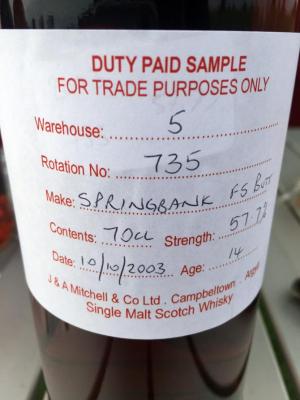 DUTY PAID SAMPLE
FOR TRADE PURPOSES ONLY
Warehouse: 5
Rotation No: 735
Make: SPRINGBANK FS BUTT
Contents: 70cl Strength: 57.7%
Date: 10/10/2003 Age: 14
J & A Mitchell & Co Ltd . Campbeltown . Argyll
Single Malt Scotch Whisky